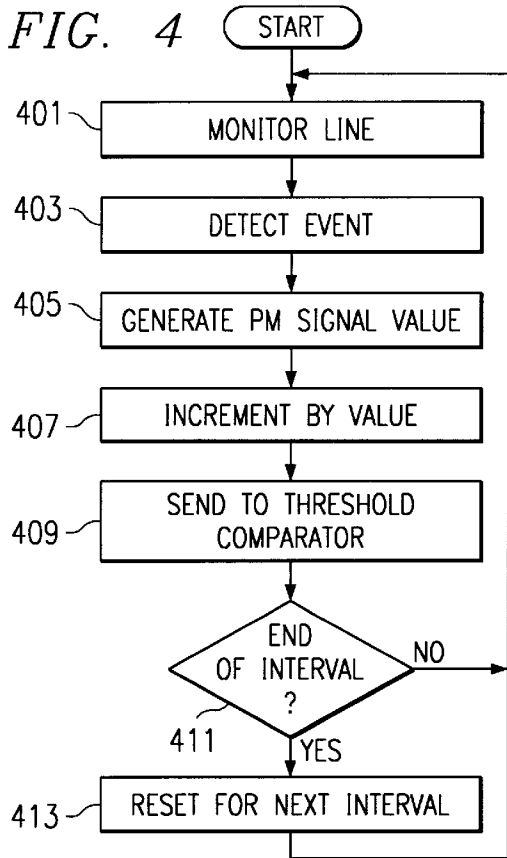 FIG. 4
START
401
MONITOR LINE
403
DETECT EVENT
405
GENERATE PM SIGNAL VALUE
407
INCREMENT BY VALUE
409
SEND TO THRESHOLD
COMPARATOR
END
OF INTERVAL
?
NO
411
YES
413
RESET FOR NEXT INTERVAL